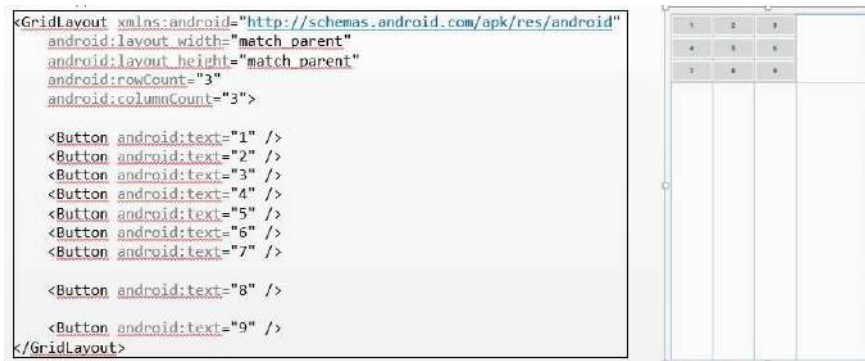 <GridLayout xmlns:android="http://schemas.android.com/apk/res/android"
android:layout_width="match_parent"
android:layout_height="match_parent"
android:rowCount="3"
android:columnCount="3">
<Button android:text="1" />
<Button android:text="2" />
<Button android:text="3" />
<Button android:text="4" />
<Button android:text="5" />
<Button android:text="6" />
<Button android:text="7" />
<Button android:text="8" />
<Button android:text="9" />
</GridLayout>
1 2 3
4 5 6
7 8 9